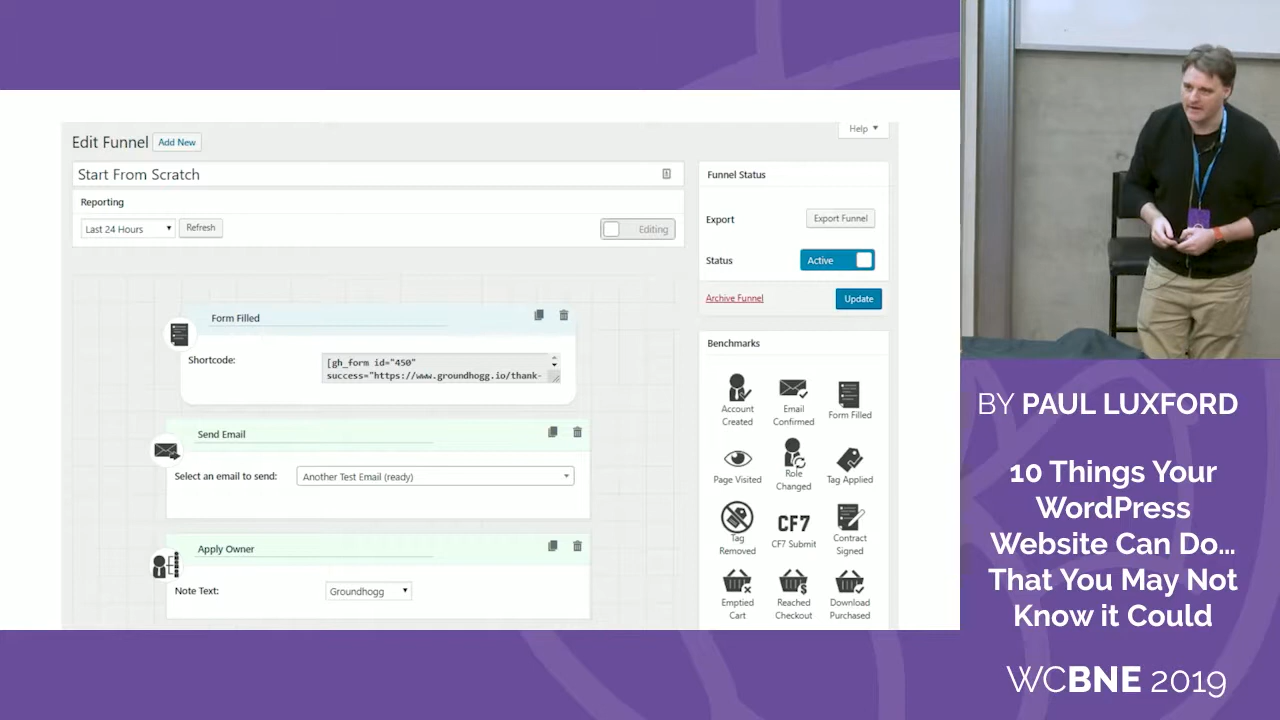 Edit Funnel Add New
Help
Start From Scratch
Reporting
Last 24 Hours Refresh Editing
Form Filled
Shortcode:
[gh_form id="450"
success="https://www.groundhogg.io/thank-
Send Email
Select an email to send: Another Test Email (ready)
Apply Owner
Note Text: Groundhogg
Funnel Status
Export Export Funnel
Status Active
Archive Funnel Update
Benchmarks
Account
Created
Email
Confirmed
Form Filled
Page Visited
Role
Changed
Tag Applied
Tag
Removed
CF7
CF7 Submit
Contract
Signed
Emptied
Cart
Reached
Checkout
Download
Purchased
BY PAUL LUXFORD
10 Things Your
WordPress
Website Can Do...
That You May Not
Know it Could
WCBNE 2019